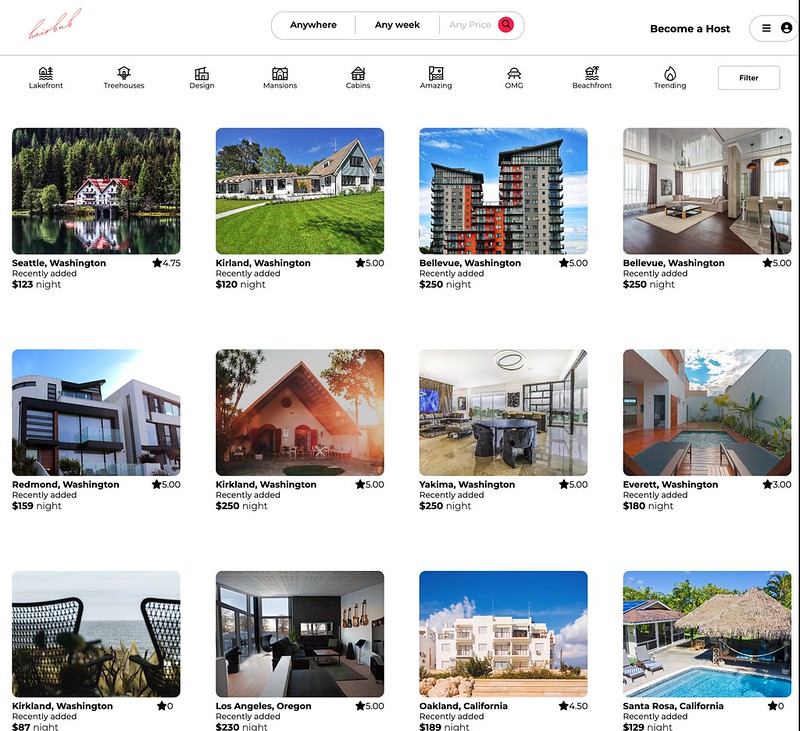 hairbnb
Anywhere
Any week
Any Price
Become a Host
Lakefront
Treehouses
Design
Mansions
Cabins
Amazing
OMG
Beachfront
Trending
Filter
Seattle, Washington 4.75
Recently added
$123 night
Kirland, Washington 5.00
Recently added
$120 night
Bellevue, Washington 5.00
Recently added
$250 night
Bellevue, Washington 5.00
Recently added
$250 night
Redmond, Washington 5.00
Recently added
$159 night
Kirkland, Washington 5.00
Recently added
$250 night
Yakima, Washington 5.00
Recently added
$250 night
Everett, Washington 3.00
Recently added
$180 night
Kirkland, Washington 0
Recently added
$87 night
Los Angeles, Oregon 5.00
Recently added
$230 night
Oakland, California 4.50
Recently added
$189 night
Santa Rosa, California 0
Recently added
$129 night